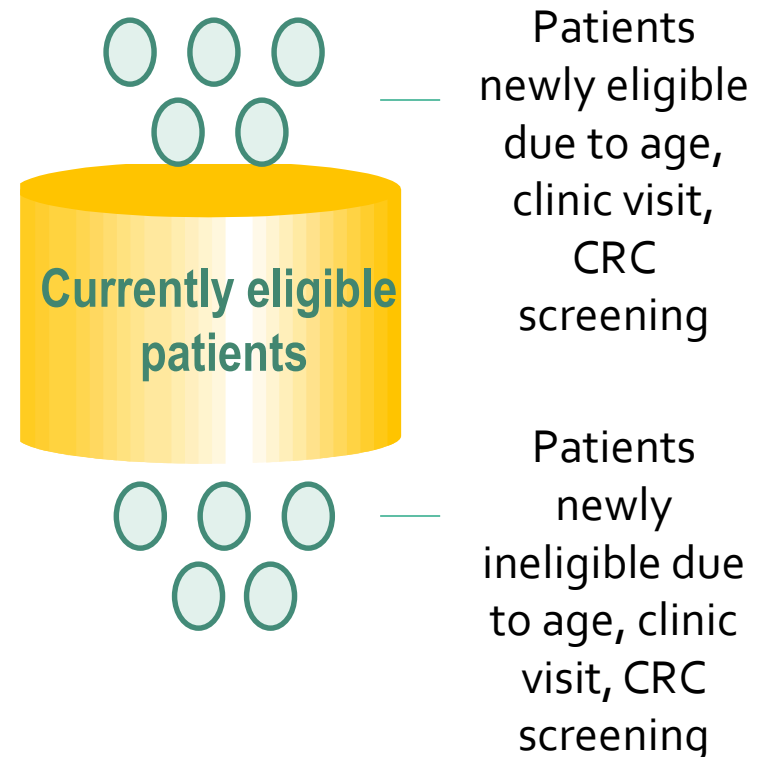 Patients
newly eligible
due to age,
clinic visit,
CRC
screening
Currently eligible
patients
Patients
newly
ineligible due
to age, clinic
visit, CRC
screening